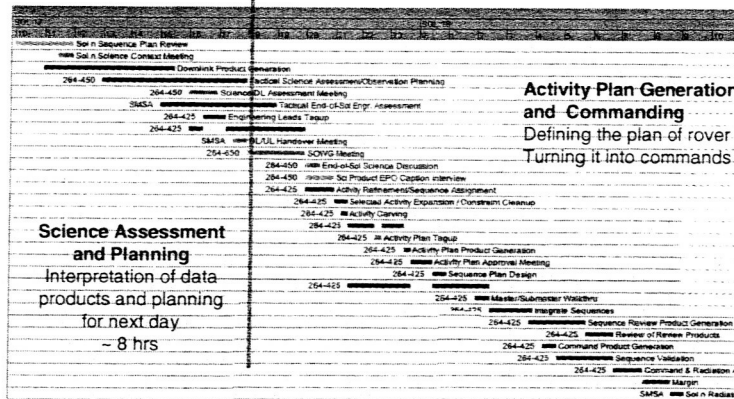 Sol n Sequence Plan Review
Sol n Science Context Meeting
Downlink Product Generation
264-450 Tactical Science Assessment/Observation Planning
264-450 Science DL Assessment Meeting
SMSA Tactical End-of-Sol Engr. Assessment
264-425 Engineering Leads Tagup
264-425
SMSA DL/UL Handover Meeting
264-650 SOWG Meeting
264-450 End-of-Sol Science Discussion
264-450 Sci Product EPO Caption Interview
264-425 Activity Refinement/Sequence Assignment
264-425 Selected Activity Expansion / Constraint Cleanup
264-425 Activity Carving
264-425
264-425 Activity Plan Tagup
264-425 Activity Plan Product Generation
264-425 Activity Plan Approval Meeting
264-425 Sequence Plan Design
264-425
264-425 Master/Submaster Walkthru
264-425 Integrate Sequences
264-425 Sequence Review Product Generation
264-425 Review of Review Products
264-425 Command Product Generation
264-425 Sequence Validation
264-425 Command & Radiation
Margin
SMSA Sol n
Activity Plan Generation
and Commanding
Defining the plan of rover
Turning it into commands
Science Assessment
and Planning
Interpretation of data
products and planning
for next day
~ 8 hrs